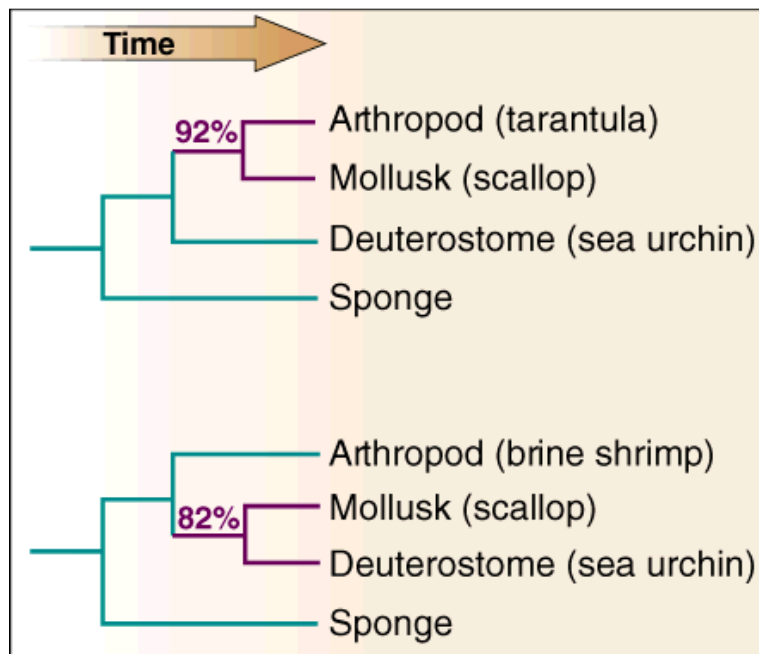 Time
92%
Arthropod (tarantula)
Mollusk (scallop)
Deuterostome (sea urchin)
Sponge
Arthropod (brine shrimp)
82%
Mollusk (scallop)
Deuterostome (sea urchin)
Sponge